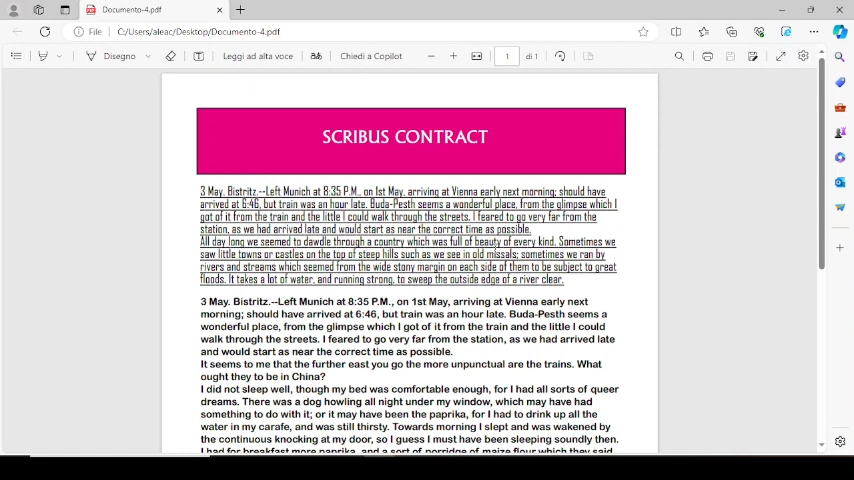 Documento-4.pdf
File
C:/Users/aleac/Desktop/Documento-4.pdf
Disegno
Leggi ad alta voce
aあ
Chiedi a Copilot
1
di 1
SCRIBUS CONTRACT
3 May. Bistritz.--Left Munich at 8:35 P.M., on 1st May, arriving at Vienna early next morning; should have
arrived at 6:46, but train was an hour late. Buda-Pesth seems a wonderful place, from the glimpse which I
got of it from the train and the little I could walk through the streets. I feared to go very far from the
station, as we had arrived late and would start as near the correct time as possible.
All day long we seemed to dawdle through a country which was full of beauty of every kind. Sometimes we
saw little towns or castles on the top of steep hills such as we see in old missals; sometimes we ran by
rivers and streams which seemed from the wide stony margin on each side of them to be subject to great
floods. It takes a lot of water, and running strong, to sweep the outside edge of a river clear.
3 May. Bistritz.--Left Munich at 8:35 P.M., on 1st May, arriving at Vienna early next
morning; should have arrived at 6:46, but train was an hour late. Buda-Pesth seems a
wonderful place, from the glimpse which I got of it from the train and the little I could
walk through the streets. I feared to go very far from the station, as we had arrived late
and would start as near the correct time as possible.
It seems to me that the further east you go the more unpunctual are the trains. What
ought they to be in China?
I did not sleep well, though my bed was comfortable enough, for I had all sorts of queer
dreams. There was a dog howling all night under my window, which may have had
something to do with it; or it may have been the paprika, for I had to drink up all the
water in my carafe, and was still thirsty. Towards morning I slept and was wakened by
the continuous knocking at my door, so I guess I must have been sleeping soundly then.
I had for breakfast more paprika, and a sort of porridge of maize flour which they said